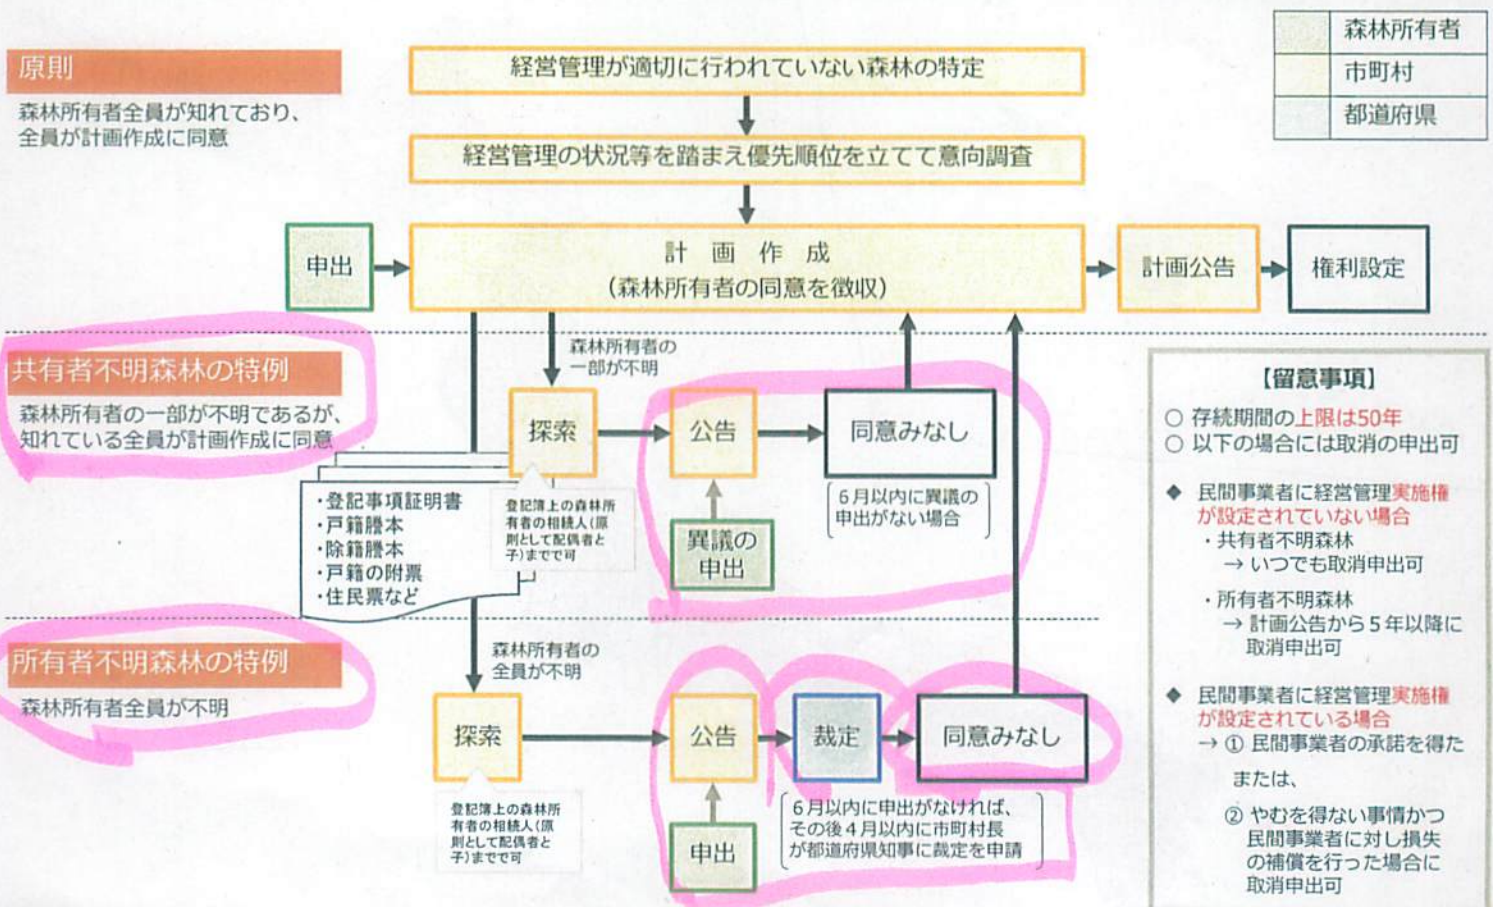 森林所有者
市町村
都道府県
原則
森林所有者全員が知れており、
全員が計画作成に同意
経営管理が適切に行われていない森林の特定
経営管理の状況等を踏まえ優先順位を立てて意向調査
申出
計画作成
(森林所有者の同意を徴収)
計画公告
権利設定
共有者不明森林の特例
森林所有者の一部が不明であるが、
知れている全員が計画作成に同意
森林所有者の
一部が不明
探索
公告
同意みなし
・登記事項証明書
・戸籍謄本
・除籍謄本
・戸籍の附票
・住民票など
登記簿上の森林所
有者の相続人(原
則として配偶者と
子)までで可
異議の
申出
6月以内に異議の
申出がない場合
所有者不明森林の特例
森林所有者全員が不明
森林所有者の
全員が不明
探索
公告
裁定
同意みなし
登記簿上の森林所
有者の相続人(原
則として配偶者と
子)までで可
申出
6月以内に申出がなければ、
その後4月以内に市町村長
が都道府県知事に裁定を申請
【留意事項】
○ 存続期間の上限は50年
○ 以下の場合には取消の申出可
◆ 民間事業者に経営管理実施権
が設定されていない場合
・共有者不明森林
→ いつでも取消申出可
・所有者不明森林
→ 計画公告から5年以降に
取消申出可
◆ 民間事業者に経営管理実施権
が設定されている場合
→ ① 民間事業者の承諾を得た
または、
② やむを得ない事情かつ
民間事業者に対し損失
の補償を行った場合に
取消申出可